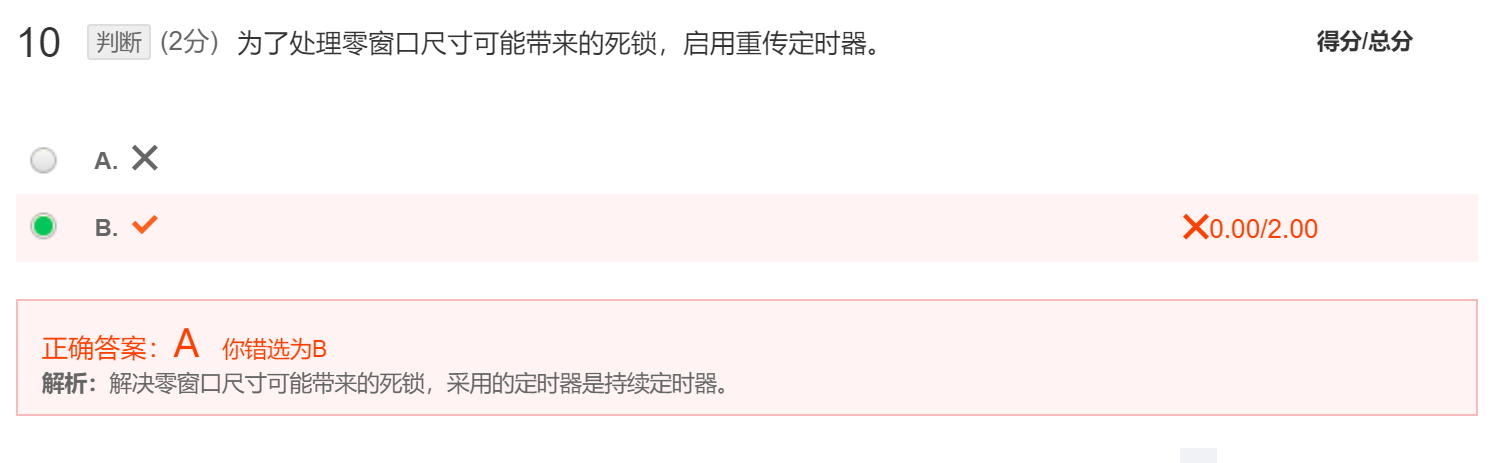 10 判断 (2分) 为了处理零窗口尺寸可能带来的死锁，启用重传定时器。 得分/总分
A. ✕
B. ✓ ✕0.00/2.00
正确答案：A 你错选为B
解析：解决零窗口尺寸可能带来的死锁，采用的定时器是持续定时器。